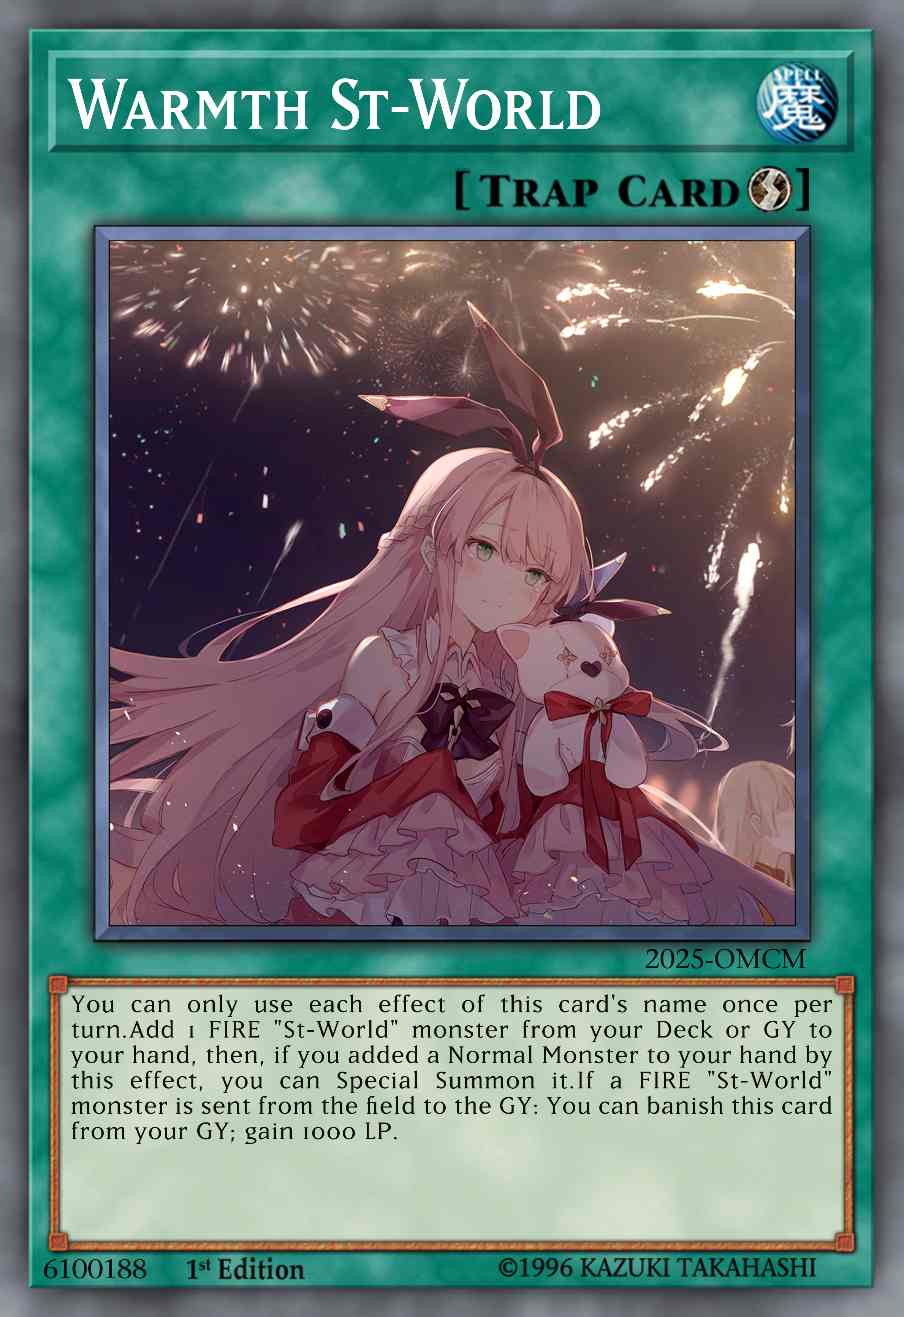 Warmth St-World
SPELL
魔
[Trap Card]
2025-OMCM
You can only use each effect of this card's name once per
turn.Add 1 FIRE "St-World" monster from your Deck or GY to
your hand, then, if you added a Normal Monster to your hand by
this effect, you can Special Summon it.If a FIRE "St-World"
monster is sent from the field to the GY: You can banish this card
from your GY; gain 1000 LP.
6100188 1st Edition ©1996 KAZUKI TAKAHASHI